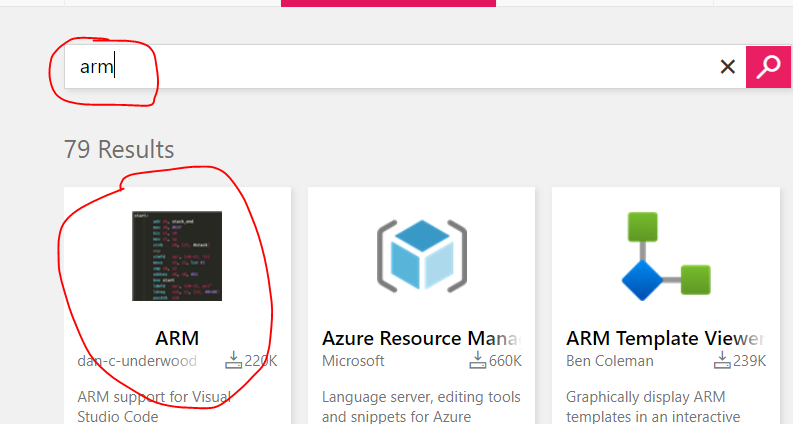 arm
79 Results
ARM
dan-c-underwood 220K
ARM support for Visual
Studio Code
Azure Resource Mana
Microsoft 660K
Language server, editing tools
and snippets for Azure
ARM Template Viewer
Ben Coleman 239K
Graphically display ARM
templates in an interactive